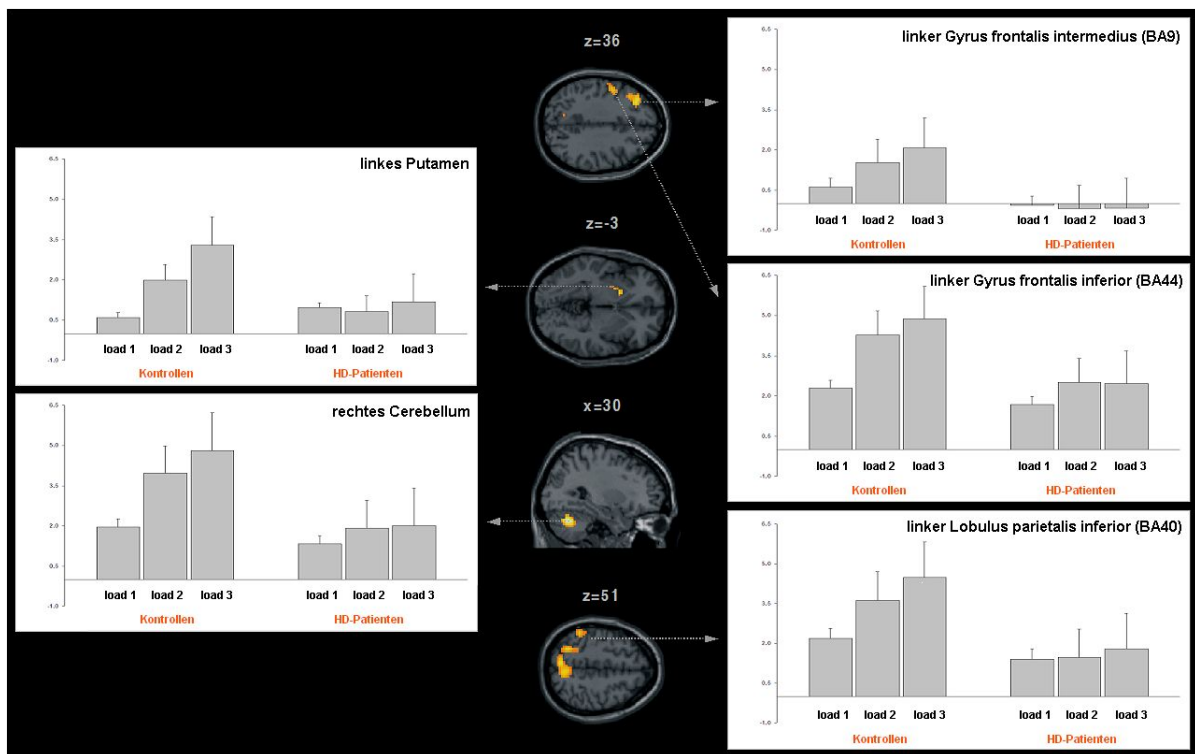 z=36
linker Gyrus frontalis intermedius (BA9)
6.5
5.0
3.5
2.0
0.5
-1.0
load 1 load 2 load 3 load 1 load 2 load 3
Kontrollen HD-Patienten
linkes Putamen
6.5
5.0
3.5
2.0
0.5
-1.0
load 1 load 2 load 3 load 1 load 2 load 3
Kontrollen HD-Patienten
z=-3
linker Gyrus frontalis inferior (BA44)
6.5
5.0
3.5
2.0
0.5
-1.0
load 1 load 2 load 3 load 1 load 2 load 3
Kontrollen HD-Patienten
rechtes Cerebellum
6.5
5.0
3.5
2.0
0.5
-1.0
load 1 load 2 load 3 load 1 load 2 load 3
Kontrollen HD-Patienten
x=30
linker Lobulus parietalis inferior (BA40)
6.5
5.0
3.5
2.0
0.5
-1.0
load 1 load 2 load 3 load 1 load 2 load 3
Kontrollen HD-Patienten
z=51